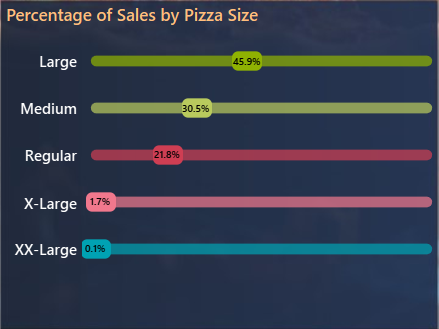 Percentage of Sales by Pizza Size
Large 45.9%
Medium 30.5%
Regular 21.8%
X-Large 1.7%
XX-Large 0.1%